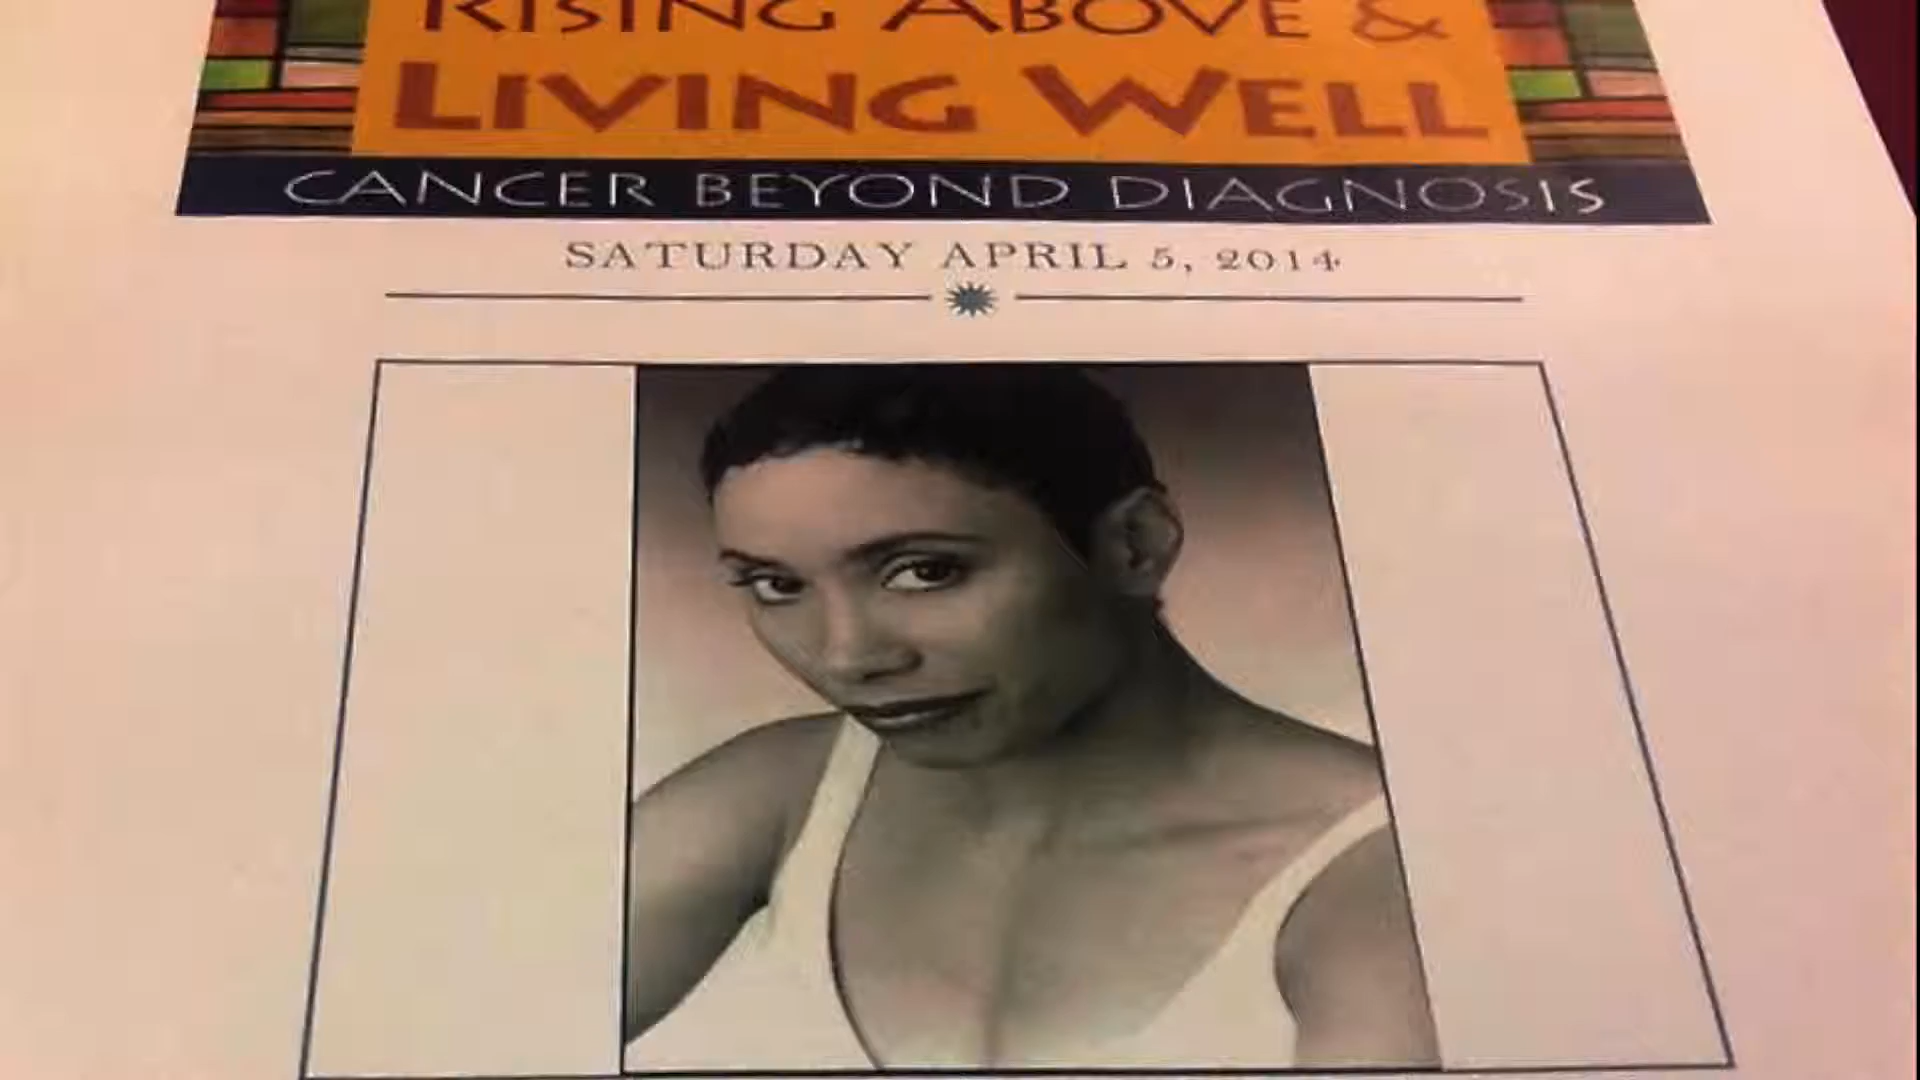 RISING ABOVE &
LIVING WELL
CANCER BEYOND DIAGNOSIS
SATURDAY APRIL 5, 2014